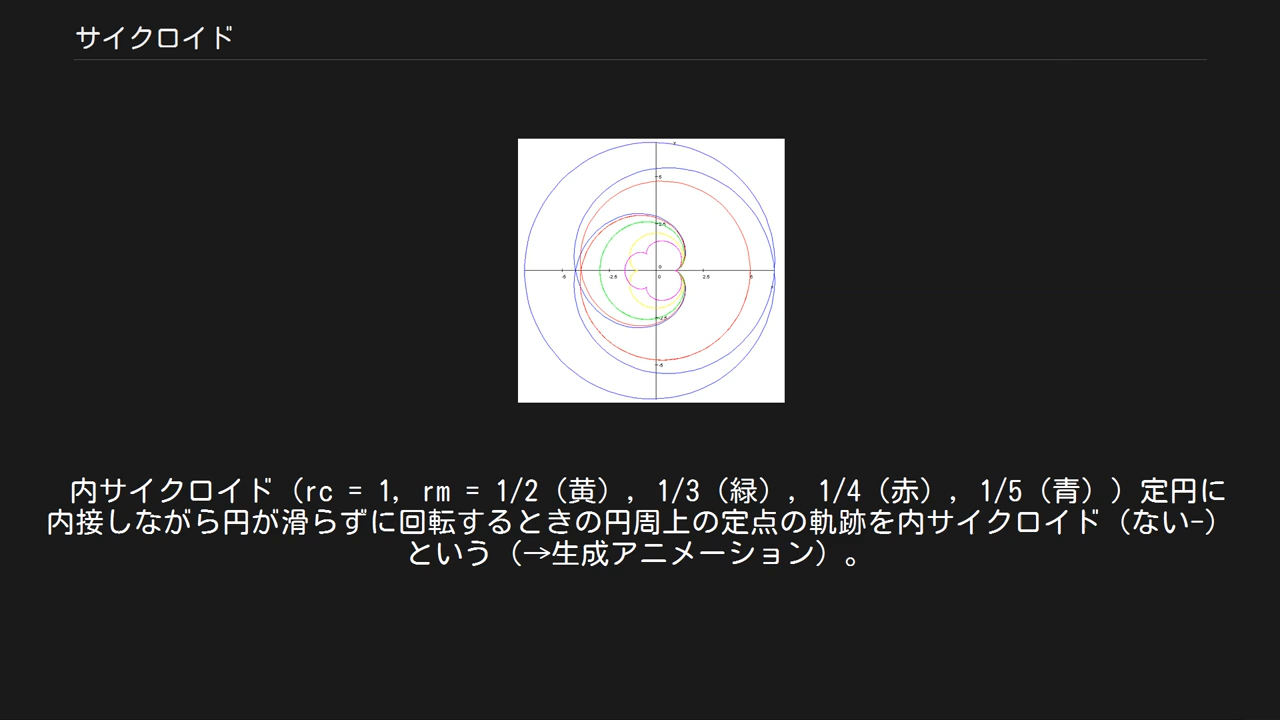 サイクロイド
内サイクロイド（rc = 1, rm = 1/2（黄）, 1/3（緑）, 1/4（赤）, 1/5（青））定円に
内接しながら円が滑らずに回転するときの円周上の定点の軌跡を内サイクロイド（ない-）
という（→生成アニメーション）。